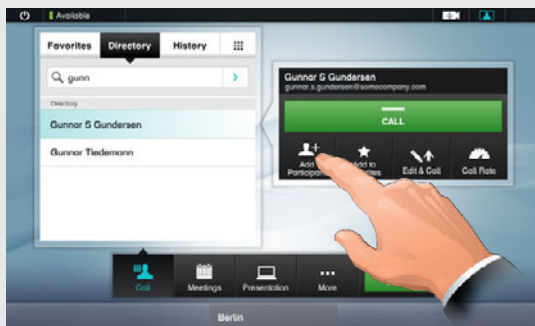 Available
Favorites Directory History
gunn
Directory
Gunnar S Gundersen
Gunnar Tiedemann
Gunnar S Gundersen
gunnar.s.gundersen@somecompany.com
CALL
Add
Participant
Add to
Edit & Call
Call Rate
Call
Meetings
Presentation
More
Berlin